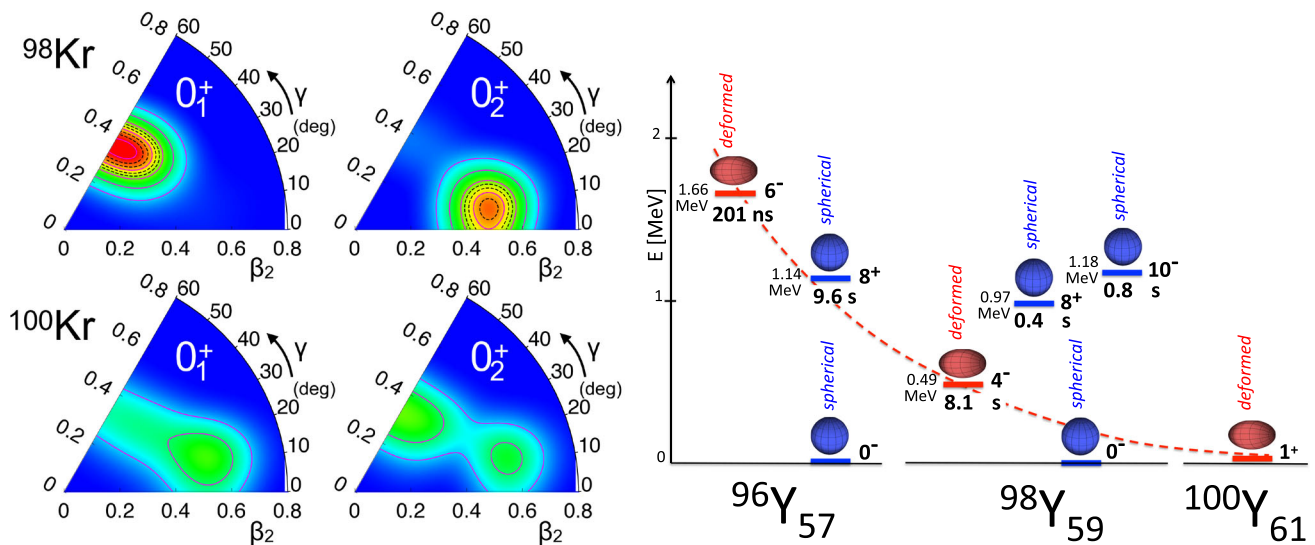 ⁹⁸Kr
0₁⁺
0.8
60
50
40
30
20
10
0
γ
(deg)
0.6
0.4
0.2
0
0.2
0.4
0.6
0.8
β₂
0₂⁺
0.8
60
50
40
30
20
10
0
γ
(deg)
0.6
0.4
0.2
0
0.2
0.4
0.6
0.8
β₂
¹⁰⁰Kr
0₁⁺
0.8
60
50
40
30
20
10
0
γ
(deg)
0.6
0.4
0.2
0
0.2
0.4
0.6
0.8
β₂
0₂⁺
0.8
60
50
40
30
20
10
0
γ
(deg)
0.6
0.4
0.2
0
0.2
0.4
0.6
0.8
β₂
E [MeV]
2
1
0
deformed
1.66
MeV
6⁻
201 ns
spherical
1.14
MeV
8⁺
9.6 s
spherical
0⁻
⁹⁶Y₅₇
deformed
0.49
MeV
4⁻
8.1 s
spherical
0.97
MeV
8⁺
0.4 s
spherical
1.18
MeV
10⁻
0.8 s
spherical
0⁻
⁹⁸Y₅₉
deformed
1⁺
¹⁰⁰Y₆₁